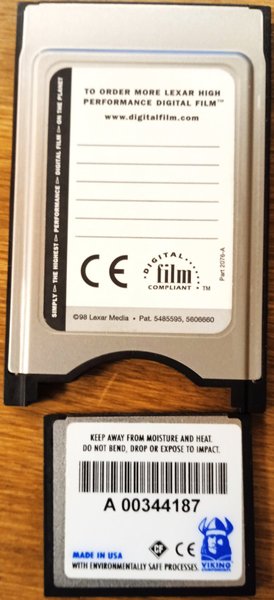 TO ORDER MORE LEXAR HIGH
PERFORMANCE DIGITAL FILM™
www.digitalfilm.com
SIMPLY THE HIGHEST PERFORMANCE DIGITAL FILM ON THE PLANET
CE
DIGITAL
film
COMPLIANT ™
Part 2076-A
©98 Lexar Media • Pat. 5485595, 5606660
KEEP AWAY FROM MOISTURE AND HEAT.
DO NOT BEND, DROP OR EXPOSE TO IMPACT.
A 00344187
MADE IN USA
WITH ENVIRONMENTALLY SAFE PROCESSES.
CF
CE
VIKING